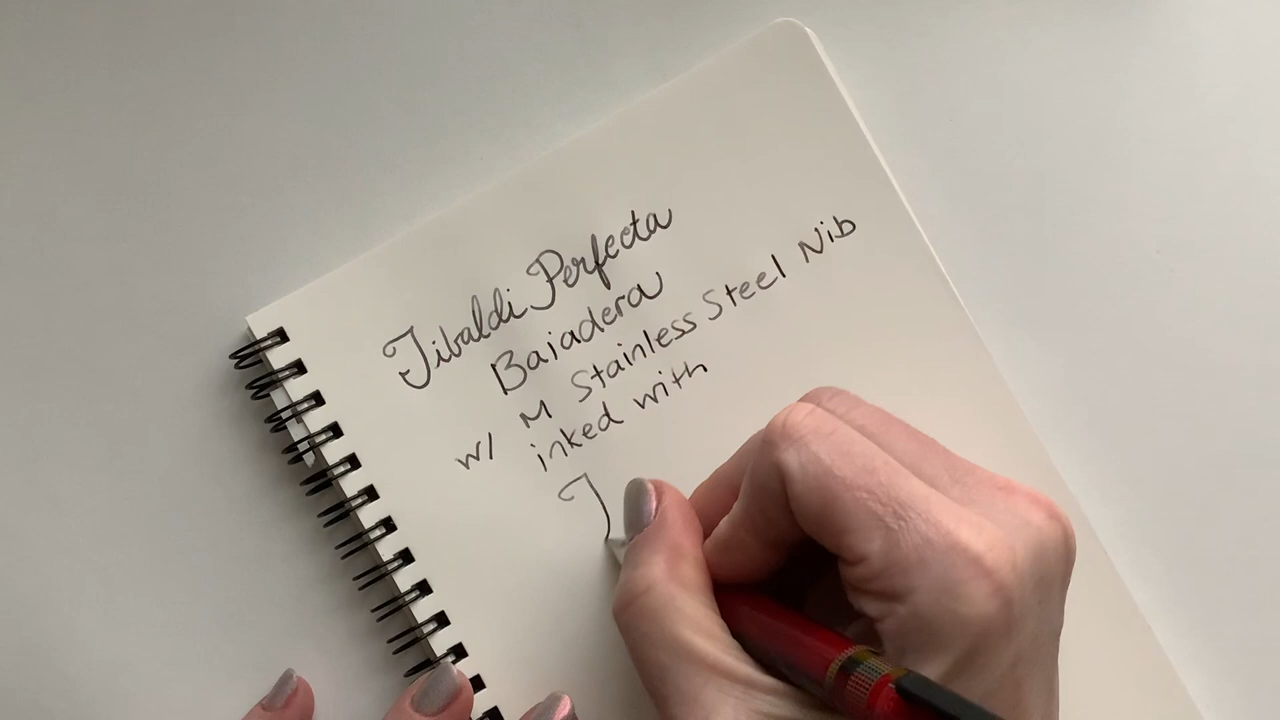 Tibaldi Perfecta
Baiadera
w/ M Stainless Steel Nib
inked with
T